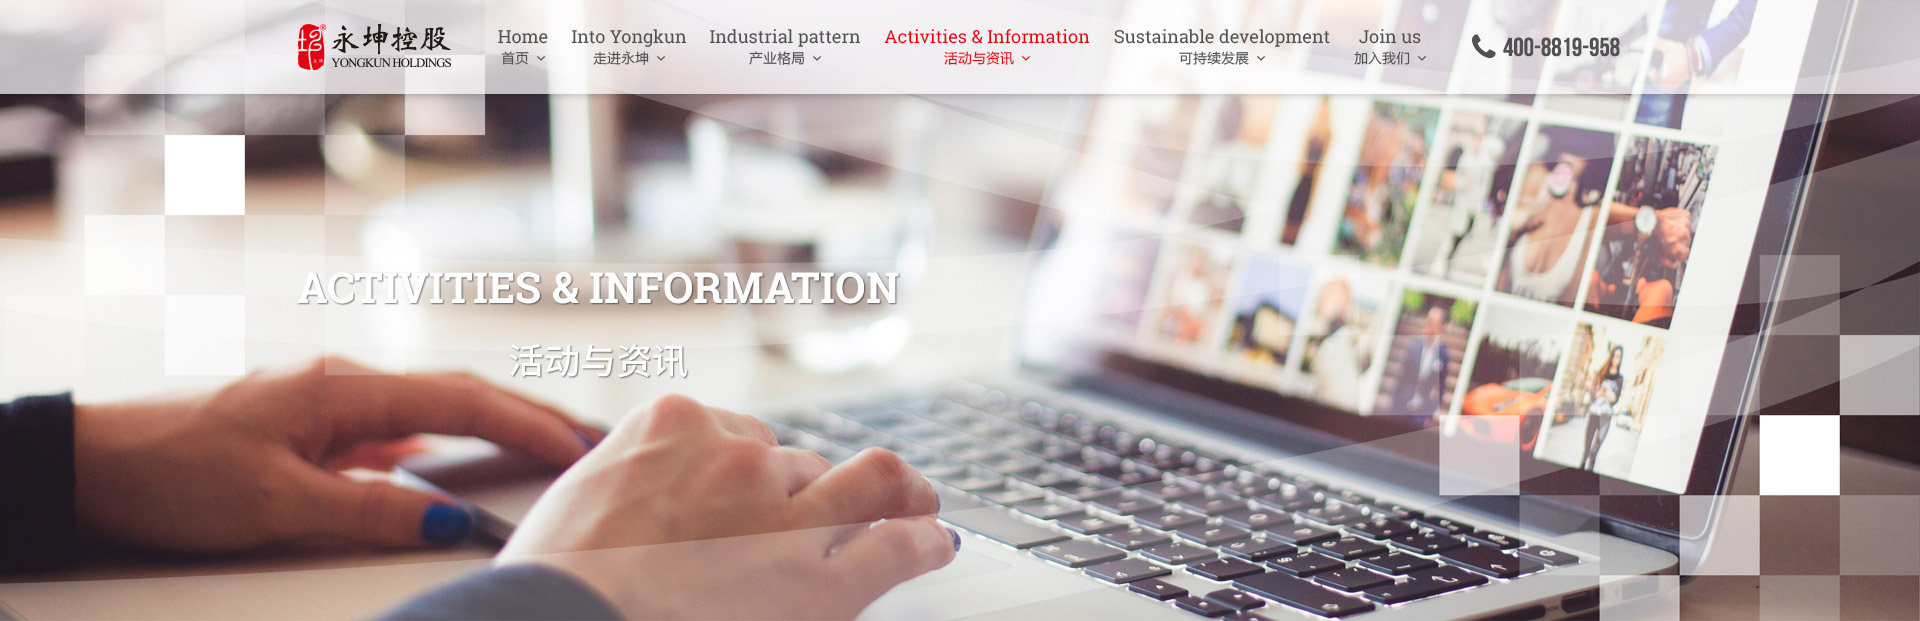 永坤控股
YONGKUN HOLDINGS
Home
首页
Into Yongkun
走进永坤
Industrial pattern
产业格局
Activities & Information
活动与资讯
Sustainable development
可持续发展
Join us
加入我们
400-8819-958
ACTIVITIES & INFORMATION
活动与资讯